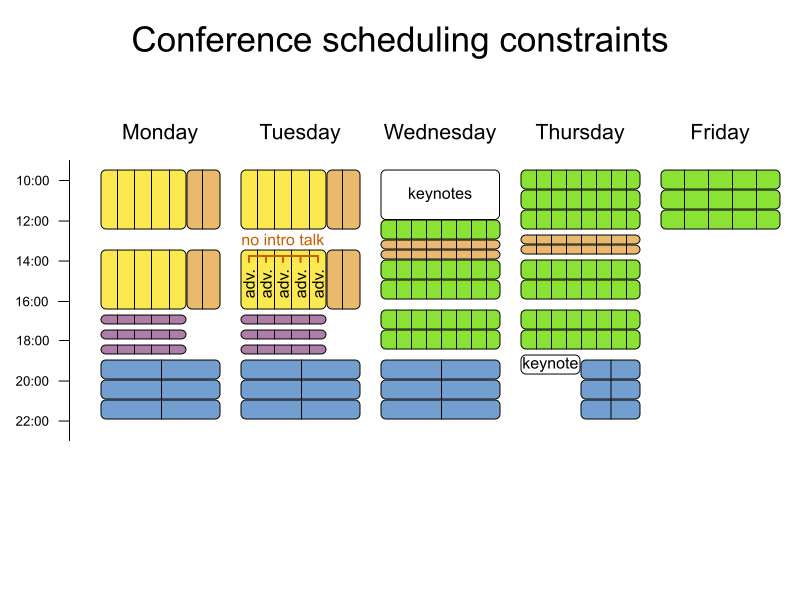 Conference scheduling constraints
Monday Tuesday Wednesday Thursday Friday
10:00
keynotes
12:00
no intro talk
14:00
adv. adv. adv. adv. adv.
16:00
18:00
keynote
20:00
22:00